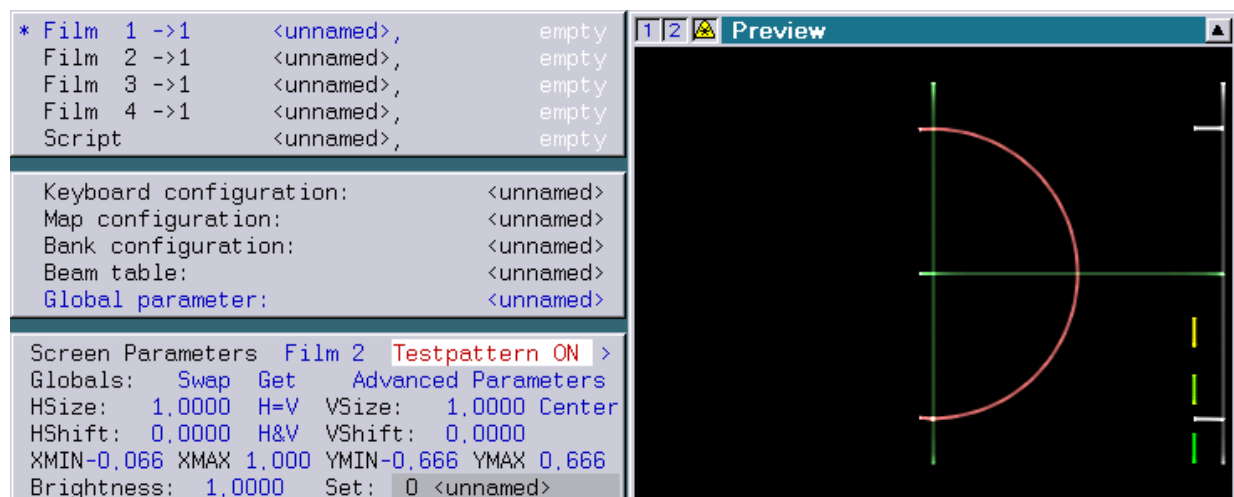 * Film 1 ->1 <unnamed>, empty
Film 2 ->1 <unnamed>, empty
Film 3 ->1 <unnamed>, empty
Film 4 ->1 <unnamed>, empty
Script <unnamed>, empty
Keyboard configuration: <unnamed>
Map configuration: <unnamed>
Bank configuration: <unnamed>
Beam table: <unnamed>
Global parameter: <unnamed>
Screen Parameters Film 2 Testpattern ON >
Globals: Swap Get Advanced Parameters
HSize: 1,0000 H=V VSize: 1,0000 Center
HShift: 0,0000 H&V VShift: 0,0000
XMIN-0,066 XMAX 1,000 YMIN-0,666 YMAX 0,666
Brightness: 1,0000 Set: 0 <unnamed>
1 2 Preview